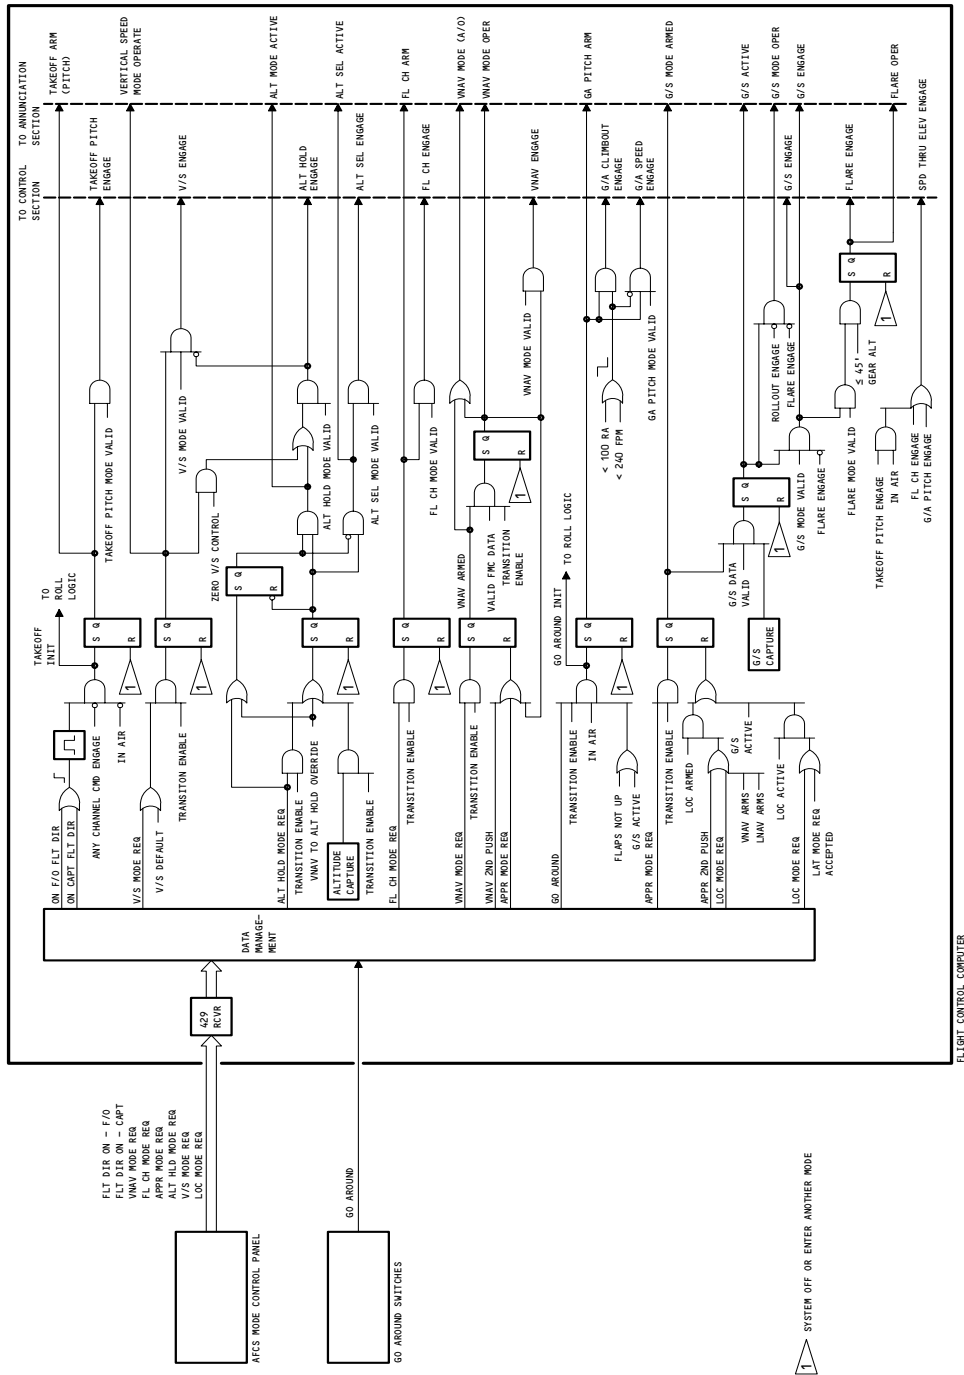 TO CONTROL
SECTION
TO ANNUNCIATION
SECTION
TAKEOFF ARM
(PITCH)
TAKEOFF PITCH
ENGAGE
VERTICAL SPEED
MODE OPERATE
V/S ENGAGE
ALT MODE ACTIVE
ALT HOLD
ENGAGE
ALT SEL ACTIVE
ALT SEL ENGAGE
FL CH ARM
FL CH ENGAGE
VNAV MODE (A/O)
VNAV MODE OPER
VNAV ENGAGE
GA PITCH ARM
G/A CLIMBOUT
ENGAGE
G/A SPEED
ENGAGE
G/S MODE ARMED
G/S ACTIVE
G/S MODE OPER
G/S ENGAGE
G/S ENGAGE
FLARE ENGAGE
FLARE OPER
SPD THRU ELEV ENGAGE
TAKEOFF
INIT
TO
ROLL
LOGIC
ON F/O FLT DIR
ON CAPT FLT DIR
ANY CHANNEL CMD ENGAGE
IN AIR
S Q
R
1
TAKEOFF PITCH MODE VALID
V/S MODE REQ
V/S DEFAULT
TRANSITON ENABLE
S Q
R
1
V/S MODE VALID
ZERO V/S CONTROL
S Q
R
ALT HOLD MODE REQ
TRANSITION ENABLE
VNAV TO ALT HOLD OVERRIDE
ALTITUDE
CAPTURE
TRANSITION ENABLE
S Q
R
1
ALT HOLD MODE VALID
ALT SEL MODE VALID
FL CH MODE REQ
TRANSITION ENABLE
S Q
R
1
FL CH MODE VALID
VNAV MODE REQ
TRANSITION ENABLE
VNAV 2ND PUSH
APPR MODE REQ
S Q
R
VNAV ARMED
VALID FMC DATA
TRANSITION
ENABLE
S Q
R
1
VNAV MODE VALID
GO AROUND
TRANSITION ENABLE
IN AIR
FLAPS NOT UP
G/S ACTIVE
GO AROUND INIT
TO ROLL LOGIC
S Q
R
1
< 100 RA
< 240 FPM
GA PITCH MODE VALID
APPR MODE REQ
TRANSITION ENABLE
LOC ARMED
APPR 2ND PUSH
LOC MODE REQ
G/S
ACTIVE
VNAV ARMS
LNAV ARMS
LOC ACTIVE
LOC MODE REQ
LAT MODE REQ
ACCEPTED
S Q
R
G/S DATA
VALID
G/S
CAPTURE
S Q
R
1
G/S MODE VALID
FLARE ENGAGE
ROLLOUT ENGAGE
FLARE ENGAGE
FLARE MODE VALID
≤ 45'
GEAR ALT
S Q
R
1
TAKEOFF PITCH ENGAGE
IN AIR
FL CH ENGAGE
G/A PITCH ENGAGE
DATA
MANAGE-
MENT
429
RCVR
FLIGHT CONTROL COMPUTER
FLT DIR ON – F/O
FLT DIR ON – CAPT
VNAV MODE REQ
FL CH MODE REQ
APPR MODE REQ
ALT HLD MODE REQ
V/S MODE REQ
LOC MODE REQ
GO AROUND
AFCS MODE CONTROL PANEL
GO AROUND SWITCHES
1 SYSTEM OFF OR ENTER ANOTHER MODE